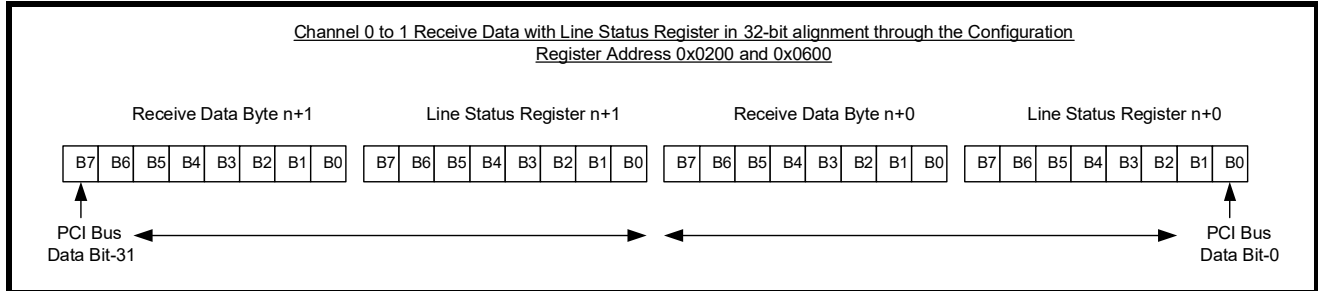 Channel 0 to 1 Receive Data with Line Status Register in 32-bit alignment through the Configuration
Register Address 0x0200 and 0x0600
Receive Data Byte n+1 Line Status Register n+1 Receive Data Byte n+0 Line Status Register n+0
B7 B6 B5 B4 B3 B2 B1 B0 B7 B6 B5 B4 B3 B2 B1 B0 B7 B6 B5 B4 B3 B2 B1 B0 B7 B6 B5 B4 B3 B2 B1 B0
PCI Bus PCI Bus
Data Bit-31 Data Bit-0